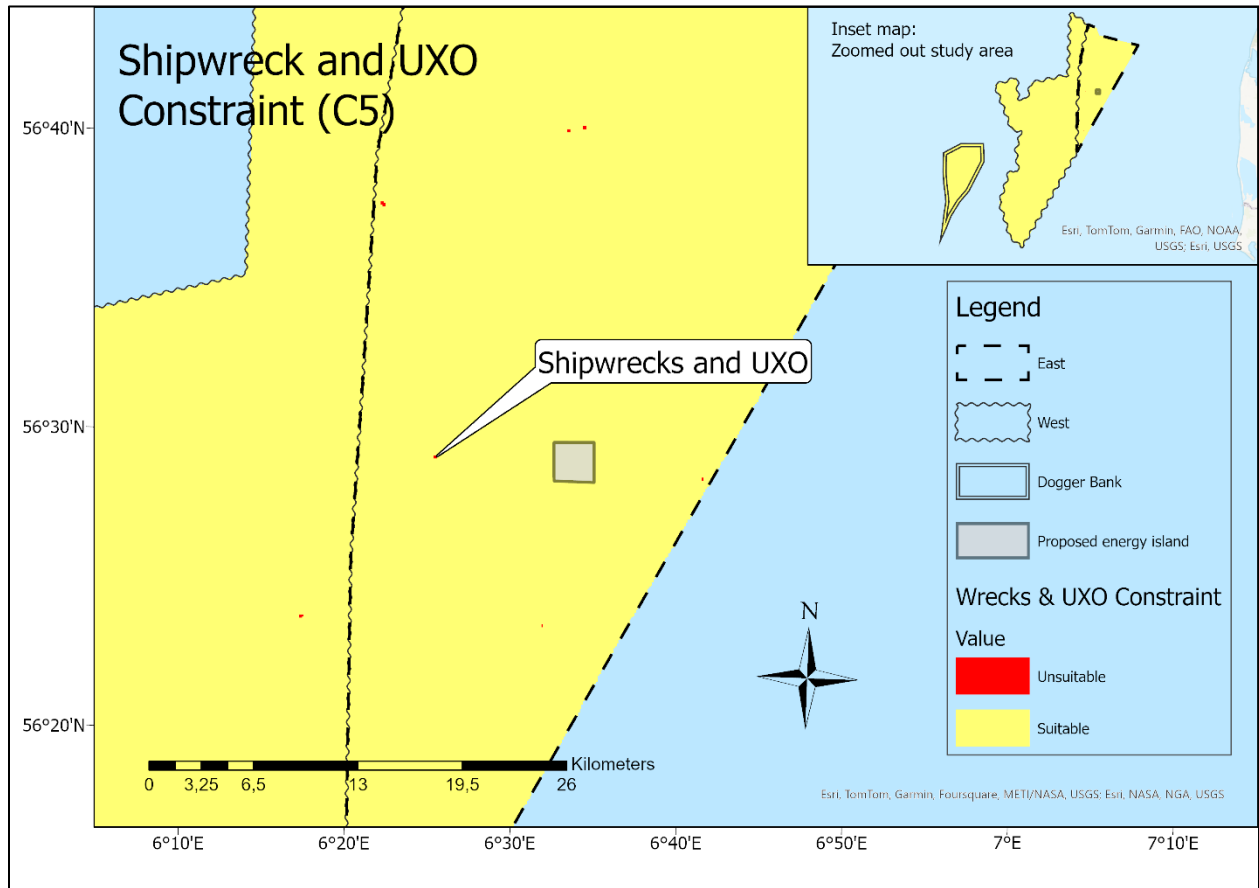 Shipwreck and UXO
Constraint (C5)
Inset map:
Zoomed out study area
Esri, TomTom, Garmin, FAO, NOAA,
USGS; Esri, USGS
56°40'N
56°30'N
56°20'N
Shipwrecks and UXO
Legend
East
West
Dogger Bank
Proposed energy island
Wrecks & UXO Constraint
Value
Unsuitable
Suitable
N
Kilometers
0 3,25 6,5 13 19,5 26
Esri, TomTom, Garmin, Foursquare, METI/NASA, USGS; Esri, NASA, NGA, USGS
6°10'E 6°20'E 6°30'E 6°40'E 6°50'E 7°E 7°10'E